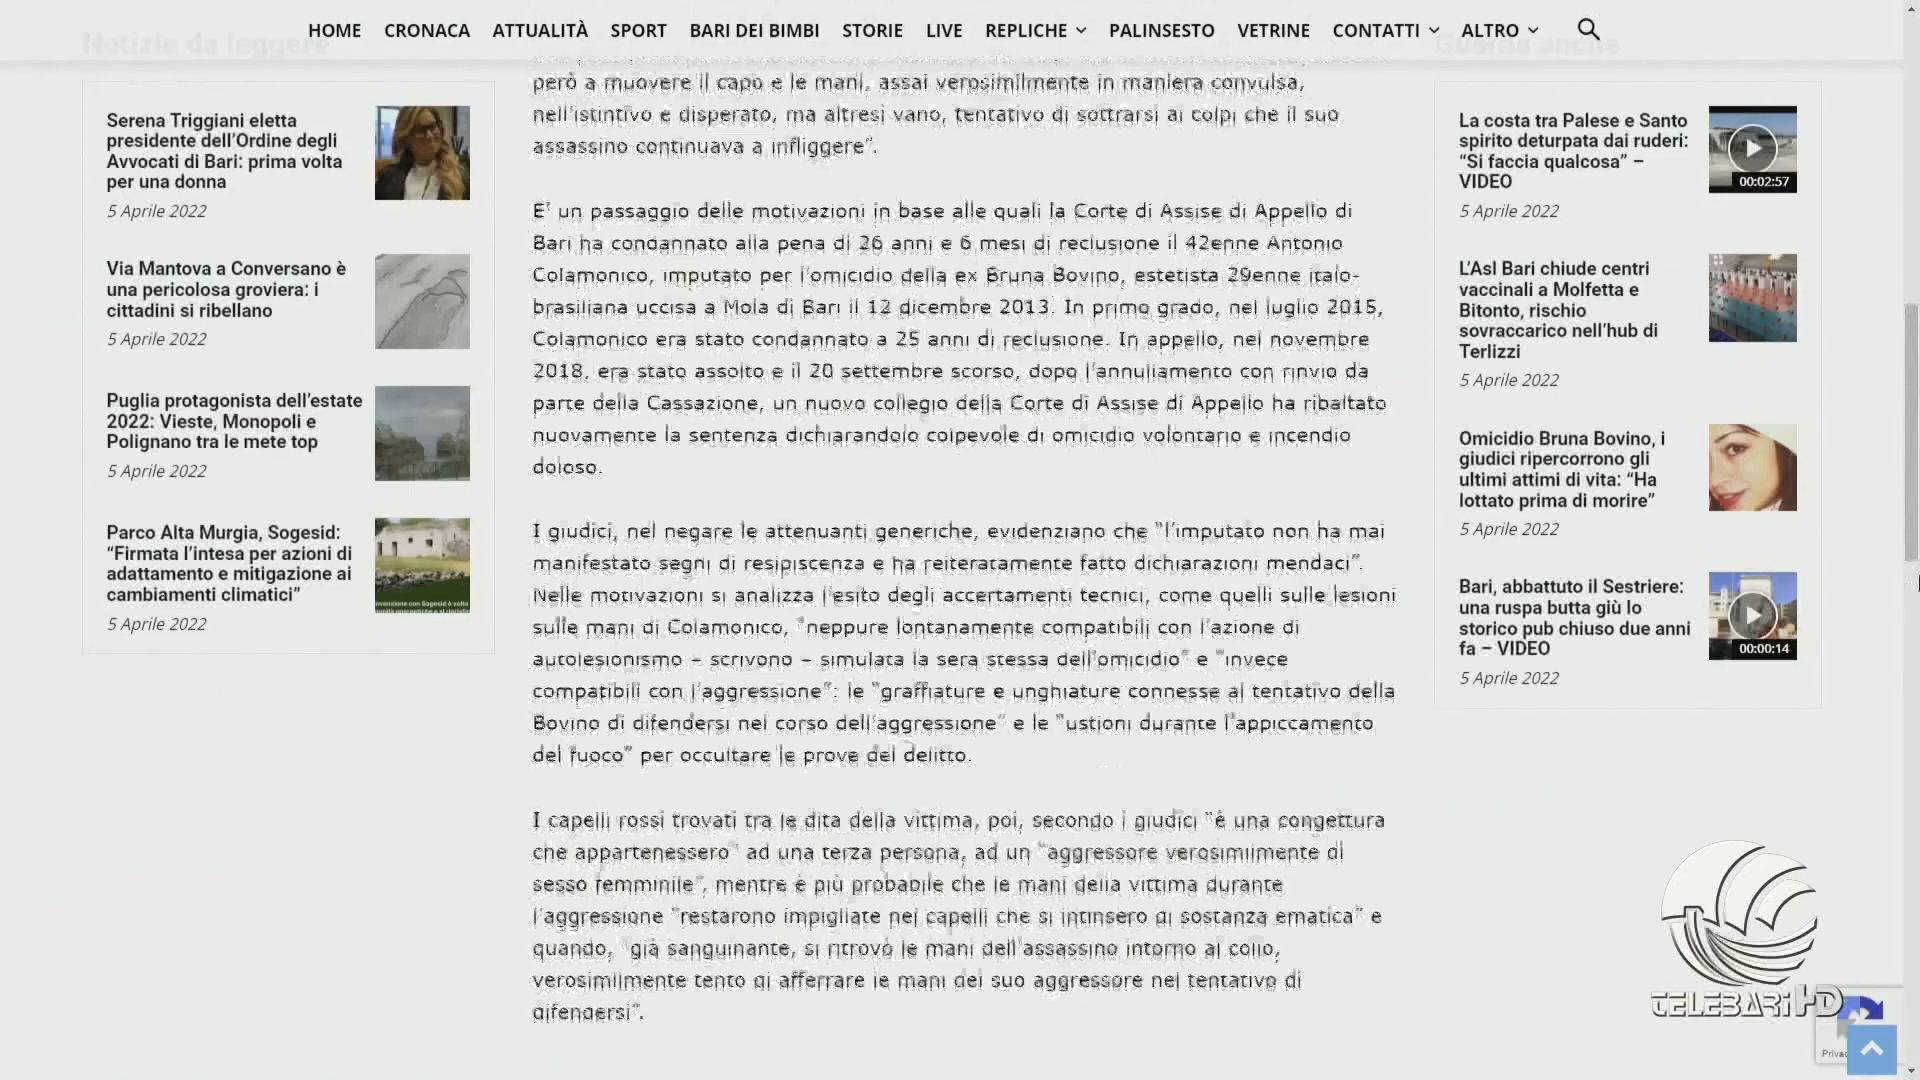 HOME CRONACA ATTUALITÀ SPORT BARI DEI BIMBI STORIE LIVE REPLICHE PALINSESTO VETRINE CONTATTI ALTRO
Notizie da leggere
Serena Triggiani eletta
presidente dell'Ordine degli
Avvocati di Bari: prima volta
per una donna
5 Aprile 2022
Via Mantova a Conversano è
una pericolosa groviera: i
cittadini si ribellano
5 Aprile 2022
Puglia protagonista dell'estate
2022: Vieste, Monopoli e
Polignano tra le mete top
5 Aprile 2022
Parco Alta Murgia, Sogesid:
“Firmata l'intesa per azioni di
adattamento e mitigazione ai
cambiamenti climatici”
5 Aprile 2022
però a muovere il capo e le mani, assai verosimilmente in maniera convulsa,
nell'istintivo e disperato, ma altresì vano, tentativo di sottrarsi ai colpi che il suo
assassino continuava a infliggere”.
E' un passaggio delle motivazioni in base alle quali la Corte di Assise di Appello di
Bari ha condannato alla pena di 26 anni e 6 mesi di reclusione il 42enne Antonio
Colamonico, imputato per l'omicidio della ex Bruna Bovino, estetista 29enne italo-
brasiliana uccisa a Mola di Bari il 12 dicembre 2013. In primo grado, nel luglio 2015,
Colamonico era stato condannato a 25 anni di reclusione. In appello, nel novembre
2018, era stato assolto e il 20 settembre scorso, dopo l'annullamento con rinvio da
parte della Cassazione, un nuovo collegio della Corte di Assise di Appello ha ribaltato
nuovamente la sentenza dichiarandolo colpevole di omicidio volontario e incendio
doloso.
I giudici, nel negare le attenuanti generiche, evidenziano che “l'imputato non ha mai
manifestato segni di resipiscenza e ha reiteratamente fatto dichiarazioni mendaci”.
Nelle motivazioni si analizza l'esito degli accertamenti tecnici, come quelli sulle lesioni
sulle mani di Colamonico, “neppure lontanamente compatibili con l'azione di
autolesionismo – scrivono – simulata la sera stessa dell'omicidio” e “invece
compatibili con l'aggressione”: le “graffiature e unghiature connesse al tentativo della
Bovino di difendersi nel corso dell'aggressione” e le “ustioni durante l'appiccamento
del fuoco” per occultare le prove del delitto.
I capelli rossi trovati tra le dita della vittima, poi, secondo i giudici “è una congettura
che appartenessero” ad una terza persona, ad un “aggressore verosimilmente di
sesso femminile”, mentre è più probabile che le mani della vittima durante
l'aggressione “restarono impigliate nei capelli che si intinsero di sostanza ematica” e
quando, “già sanguinante, si ritrovò le mani dell'assassino intorno al collo,
verosimilmente tentò di afferrare le mani del suo aggressore nel tentativo di
difendersi”.
Guarda anche
La costa tra Palese e Santo
spirito deturpata dai ruderi:
“Si faccia qualcosa” –
VIDEO
00:02:57
5 Aprile 2022
L'Asl Bari chiude centri
vaccinali a Molfetta e
Bitonto, rischio
sovraccarico nell'hub di
Terlizzi
5 Aprile 2022
Omicidio Bruna Bovino, i
giudici ripercorrono gli
ultimi attimi di vita: “Ha
lottato prima di morire”
5 Aprile 2022
Bari, abbattuto il Sestriere:
una ruspa butta giù lo
storico pub chiuso due anni
fa – VIDEO
00:00:14
5 Aprile 2022
TELEBARI HD